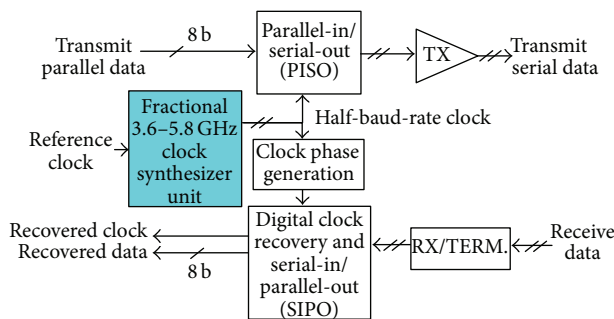 Transmit
parallel data
8 b
Parallel-in/
serial-out
(PISO)
TX
Transmit
serial data
Reference
clock
Fractional
3.6–5.8 GHz
clock
synthesizer
unit
Half-baud-rate clock
Clock phase
generation
Recovered clock
Recovered data
8 b
Digital clock
recovery and
serial-in/
parallel-out
(SIPO)
RX/TERM.
Receive
data